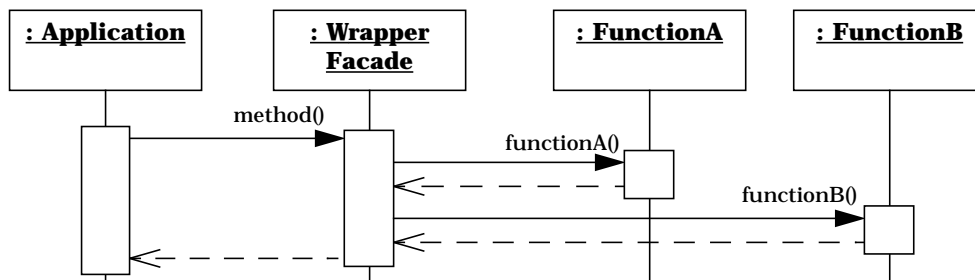 : Application
: Wrapper
Facade
: FunctionA
: FunctionB
method()
functionA()
functionB()